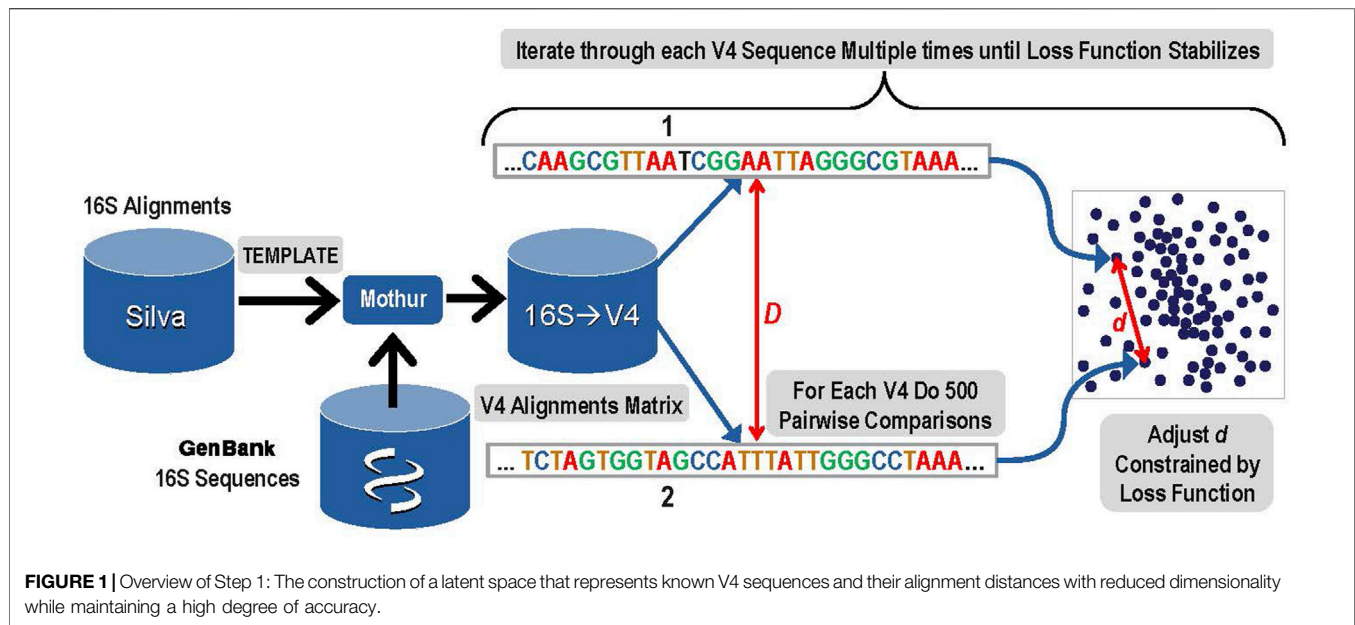 Iterate through each V4 Sequence Multiple times until Loss Function Stabilizes
1
...CAAGCGTTAATCGGAATTAGGGCGTAAA...
16S Alignments
TEMPLATE
Silva
Mothur
16S→V4
D
d
V4 Alignments Matrix
For Each V4 Do 500
Pairwise Comparisons
GenBank
16S Sequences
... TCTAGTGGTAGCCATTTATTGGGCCTAAA...
2
Adjust d
Constrained by
Loss Function
FIGURE 1 | Overview of Step 1: The construction of a latent space that represents known V4 sequences and their alignment distances with reduced dimensionality
while maintaining a high degree of accuracy.